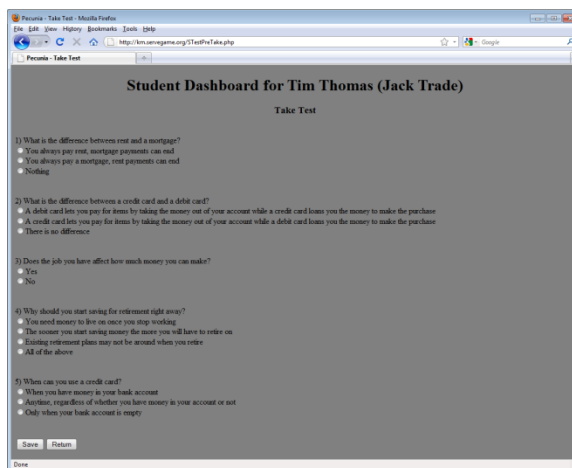 Pecunia - Take Test - Mozilla Firefox
File Edit View History Bookmarks Tools Help
http://km.servegame.org/STestPreTake.php
Google
Pecunia - Take Test
Student Dashboard for Tim Thomas (Jack Trade)
Take Test
1) What is the difference between rent and a mortgage?
You always pay rent, mortgage payments can end
You always pay a mortgage, rent payments can end
Nothing
2) What is the difference between a credit card and a debit card?
A debit card lets you pay for items by taking the money out of your account while a credit card loans you the money to make the purchase
A credit card lets you pay for items by taking the money out of your account while a debit card loans you the money to make the purchase
There is no difference
3) Does the job you have affect how much money you can make?
Yes
No
4) Why should you start saving for retirement right away?
You need money to live on once you stop working
The sooner you start saving money the more you will have to retire on
Existing retirement plans may not be around when you retire
All of the above
5) When can you use a credit card?
When you have money in your bank account
Anytime, regardless of whether you have money in your account or not
Only when your bank account is empty
Save Return
Done